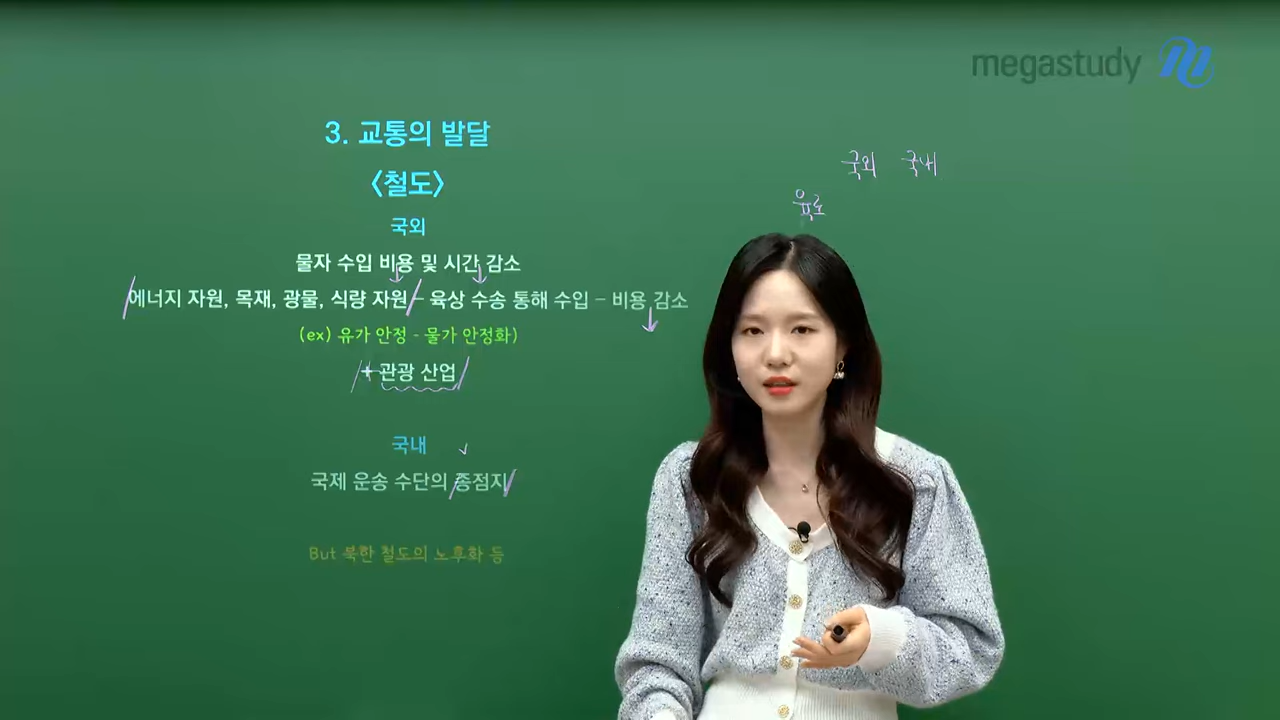 megastudy
3. 교통의 발달
<철도>
국외
물자 수입 비용 및 시간 감소
에너지 자원, 목재, 광물, 식량 자원 - 육상 수송 통해 수입 - 비용 감소
(ex) 유가 안정 - 물가 안정화)
+ 관광 산업
국내
국제 운송 수단의 종점지
But 북한 철도의 노후화 등
국외 국내
육로